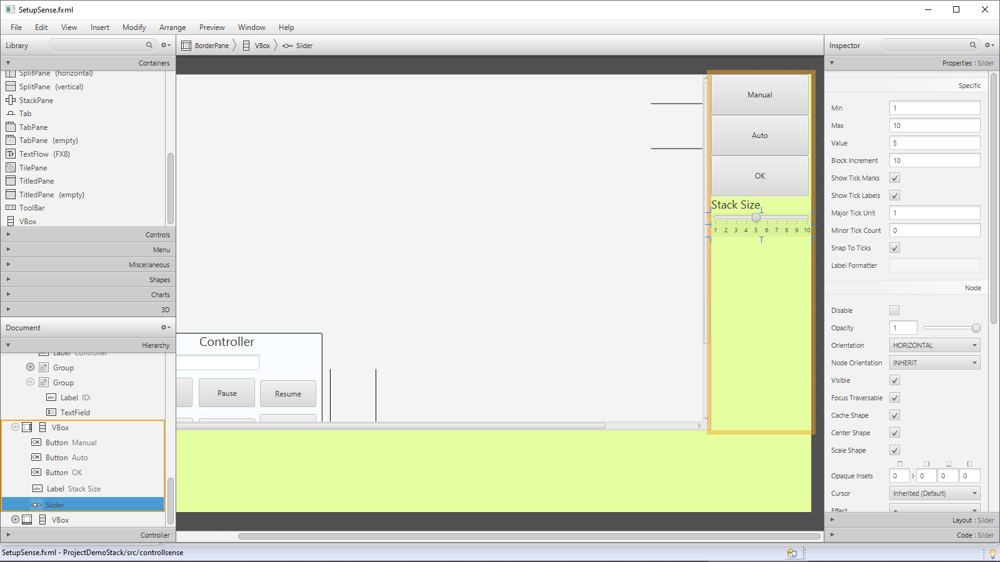 SetupSense.fxml
File Edit View Insert Modify Arrange Preview Window Help
Library
BorderPane VBox Slider
Inspector
Containers
SplitPane (horizontal)
SplitPane (vertical)
StackPane
Tab
TabPane
TabPane (empty)
TextFlow (FX8)
TilePane
TitledPane
TitledPane (empty)
ToolBar
VBox
Controls
Menu
Miscellaneous
Shapes
Charts
3D
Document
Hierarchy
Label Controller
Group
Group
Label ID:
TextField
VBox
Button Manual
Button Auto
Button OK
Label Stack Size
Slider
VBox
Controller
Controller
Pause
Resume
Manual
Auto
OK
Stack Size
1 2 3 4 5 6 7 8 9 10
Properties : Slider
Specific
Min 1
Max 10
Value 5
Block Increment 10
Show Tick Marks
Show Tick Labels
Major Tick Unit 1
Minor Tick Count 0
Snap To Ticks
Label Formatter
Node
Disable
Opacity 1
Orientation HORIZONTAL
Node Orientation INHERIT
Visible
Focus Traversable
Cache Shape
Center Shape
Scale Shape
Opaque Insets 0 0 0 0
Cursor Inherited (Default)
Effect +
Layout : Slider
Code : Slider
SetupSense.fxml - ProjectDemoStack/src/controllsense